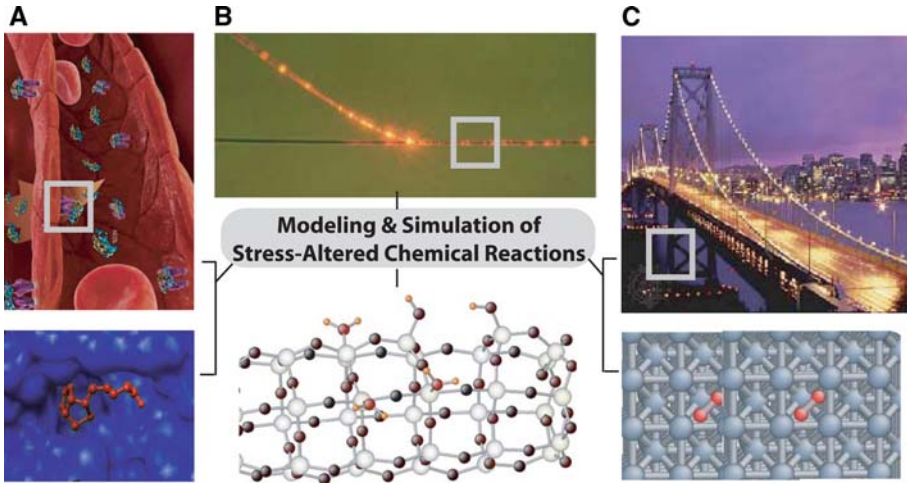 A
B
C
Modeling & Simulation of
Stress-Altered Chemical Reactions